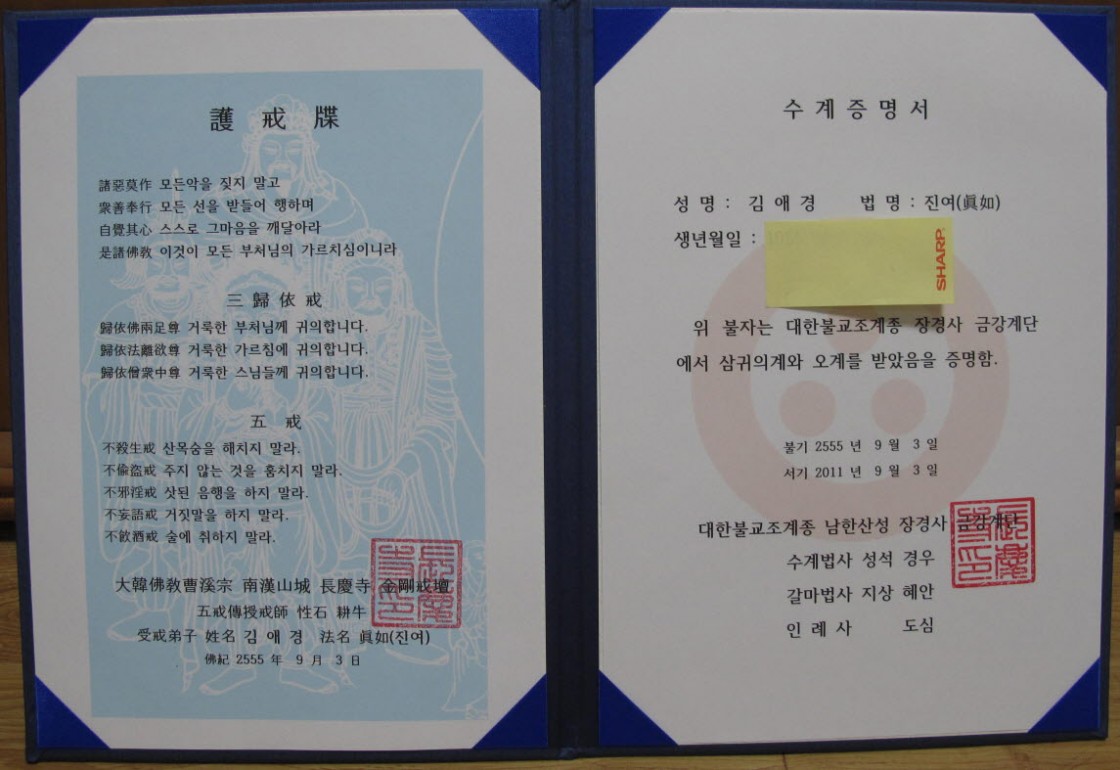 護 戒 牒
諸惡莫作 모든악을 짖지 말고
衆善奉行 모든 선을 받들어 행하며
自覺其心 스스로 그마음을 깨달아라
是諸佛敎 이것이 모든 부처님의 가르치심이니라
三 歸 依 戒
歸依佛兩足尊 거룩한 부처님께 귀의합니다.
歸依法離欲尊 거룩한 가르침에 귀의합니다.
歸依僧衆中尊 거룩한 스님들께 귀의합니다.
五 戒
不殺生戒 산목숨을 해치지 말라.
不偸盜戒 주지 않는 것을 훔치지 말라.
不邪淫戒 삿된 음행을 하지 말라.
不妄語戒 거짓말을 하지 말라.
不飮酒戒 술에 취하지 말라.
大韓佛敎曹溪宗 南漢山城 長慶寺 金剛戒壇
五戒傳授戒師 性石 耕牛
受戒弟子 姓名 김 애 경 法名 眞如(진여)
佛紀 2555 年 9 月 3 日
수 계 증 명 서
성 명 : 김 애 경 법 명 : 진여(眞如)
생년월일 :
SHARP
위 불자는 대한불교조계종 장경사 금강계단
에서 삼귀의계와 오계를 받았음을 증명함.
불기 2555 년 9 월 3 일
서기 2011 년 9 월 3 일
대한불교조계종 남한산성 장경사 금강계단
수계법사 성석 경우
갈마법사 지상 혜안
인 례 사 도심